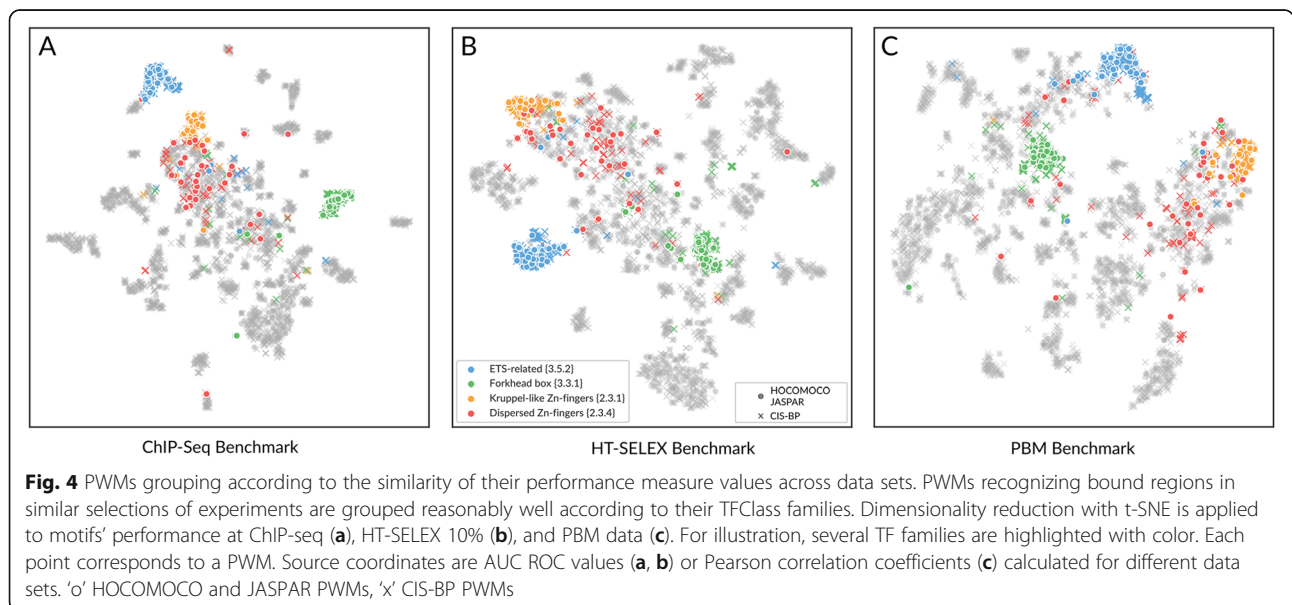 A
B
C
ETS-related {3.5.2}
Forkhead box {3.3.1}
Kruppel-like Zn-fingers {2.3.1}
Dispersed Zn-fingers {2.3.4}
HOCOMOCO
JASPAR
CIS-BP
ChIP-Seq Benchmark
HT-SELEX Benchmark
PBM Benchmark
Fig. 4 PWMs grouping according to the similarity of their performance measure values across data sets. PWMs recognizing bound regions in
similar selections of experiments are grouped reasonably well according to their TFClass families. Dimensionality reduction with t-SNE is applied
to motifs’ performance at ChIP-seq (a), HT-SELEX 10% (b), and PBM data (c). For illustration, several TF families are highlighted with color. Each
point corresponds to a PWM. Source coordinates are AUC ROC values (a, b) or Pearson correlation coefficients (c) calculated for different data
sets. ‘o’ HOCOMOCO and JASPAR PWMs, ‘x’ CIS-BP PWMs